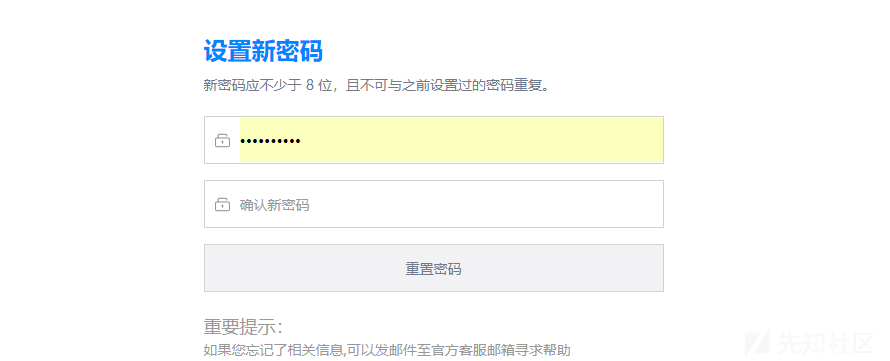 设置新密码
新密码应不少于 8 位，且不可与之前设置过的密码重复。
••••••••••
确认新密码
重置密码
重要提示：
如果您忘记了相关信息,可以发邮件至官方客服邮箱寻求帮助
先知社区